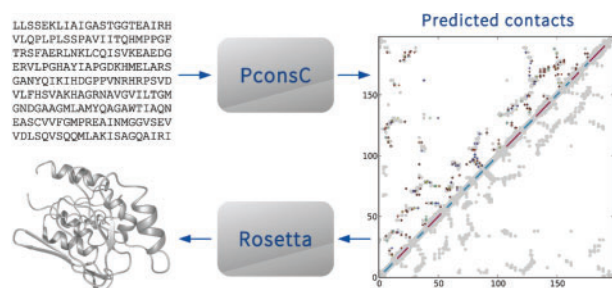 Predicted contacts
LLSSEKLIAIGASTGGTEAIRH
VLQPLPLSSPAVIITQHMPPGF
TRSFAERLNKLCQISVKEAEDG
ERVLPGHAYIAPGDKHMELARS
GANYQIKIHDGPPVNRHRPSVD
VLFHSVAKHAGRNAVGVILTGM
GNDGAAGMLAMYQAGAWTIAQN
EASCVVFGMPREAINMGGVSEV
VDLSQVSQQMLAKISAGQAIRI
PconsC
150
100
50
0
0
50
100
150
Rosetta